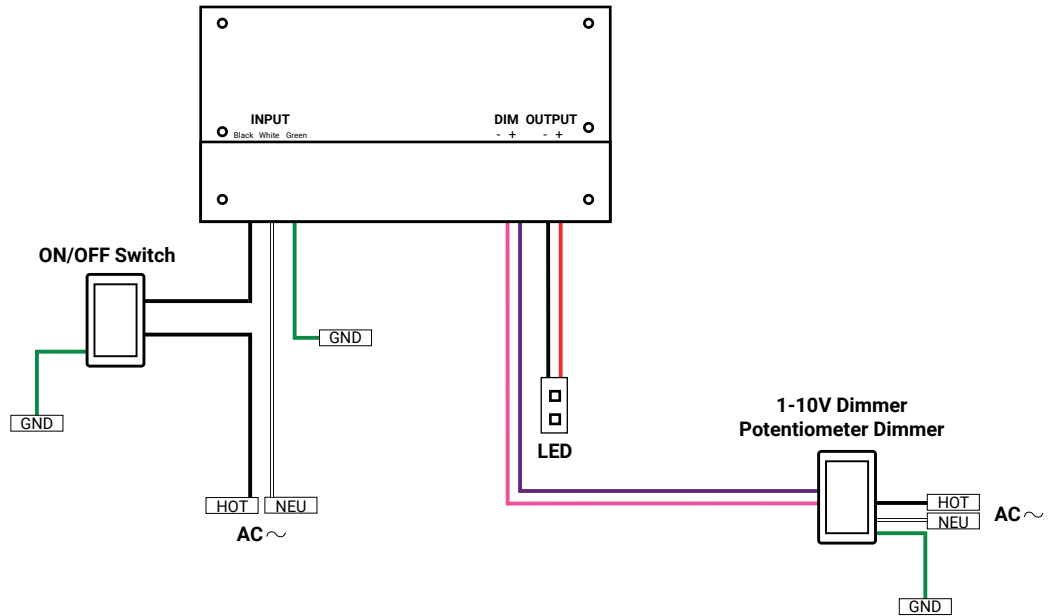 INPUT
Black White Green
DIM OUTPUT
- + - +
ON/OFF Switch
GND
GND
HOT NEU
AC ~
LED
1-10V Dimmer
Potentiometer Dimmer
HOT
NEU
AC ~
GND